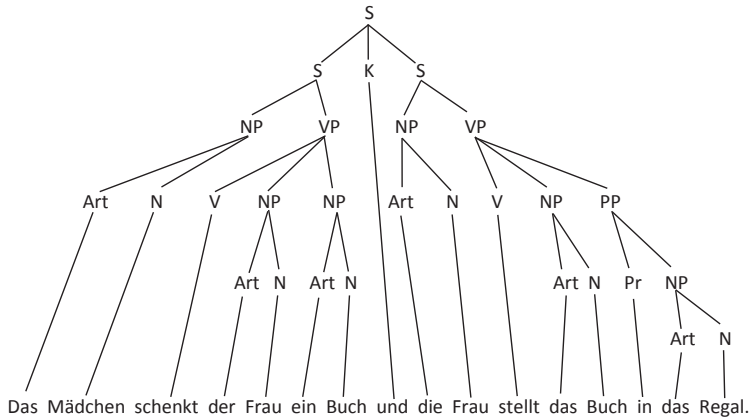 S
S K S
NP VP NP VP
Art N V NP NP Art N V NP PP
Art N Art N Art N Pr NP
Art N
Das Mädchen schenkt der Frau ein Buch und die Frau stellt das Buch in das Regal.